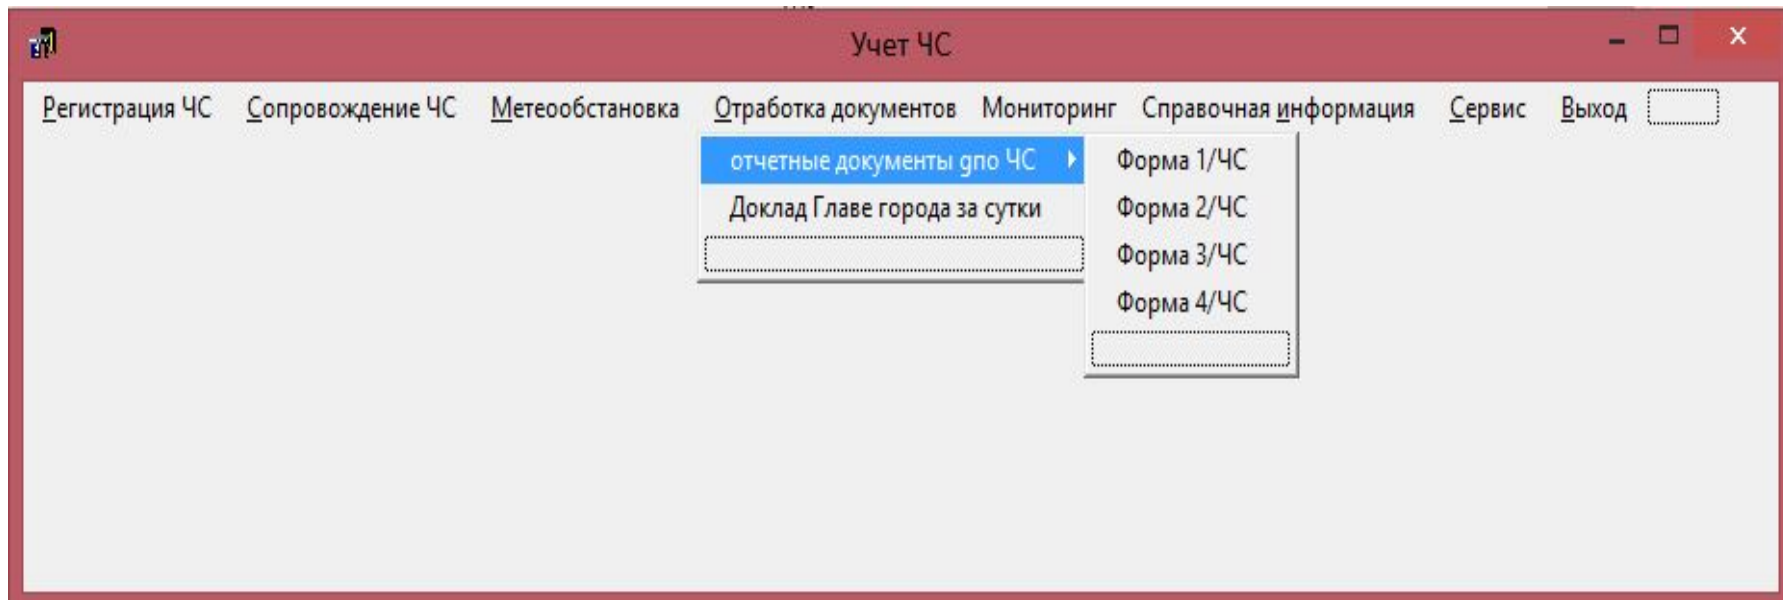 Учет ЧС
Регистрация ЧС Сопровождение ЧС Метеообстановка Отработка документов Мониторинг Справочная информация Сервис Выход
отчетные документы gпо ЧС Форма 1/ЧС
Доклад Главе города за сутки Форма 2/ЧС
Форма 3/ЧС
Форма 4/ЧС